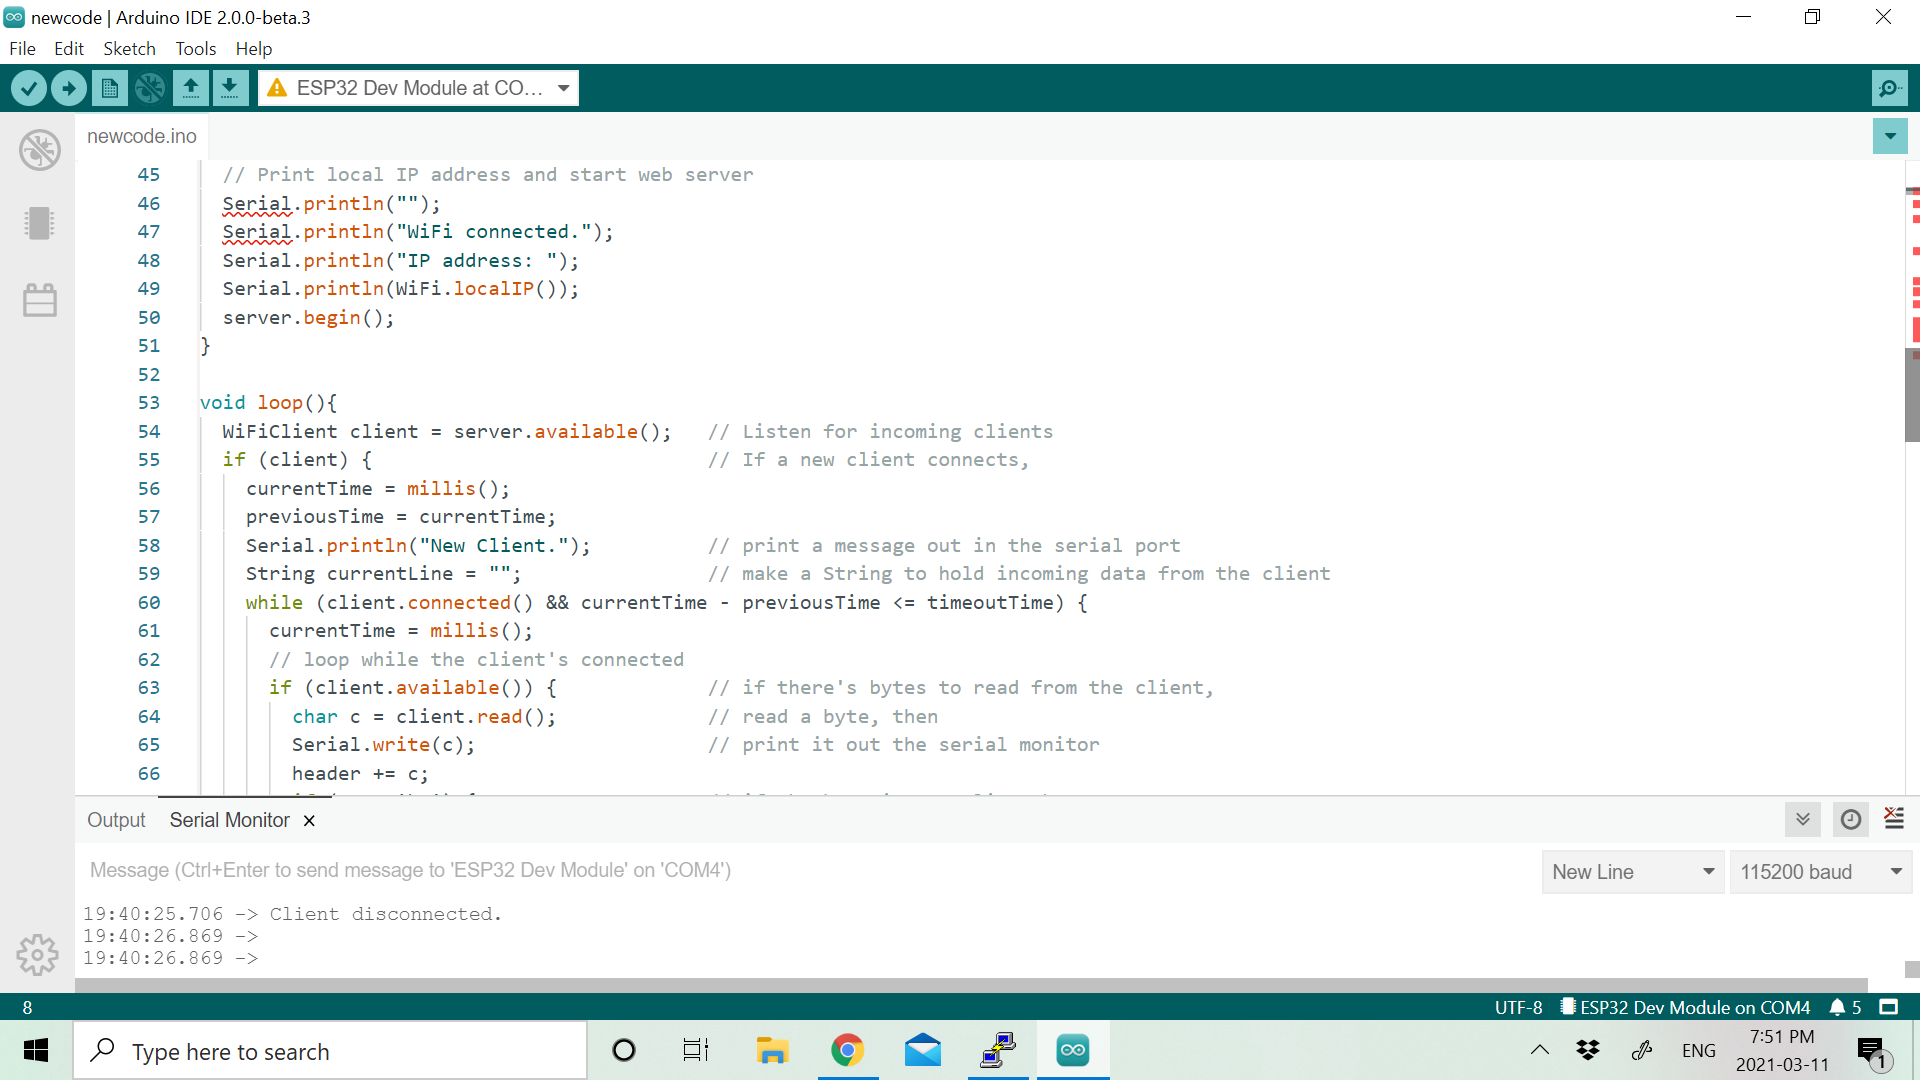 newcode | Arduino IDE 2.0.0-beta.3
File Edit Sketch Tools Help
ESP32 Dev Module at CO...
newcode.ino
45 // Print local IP address and start web server
46 Serial.println("");
47 Serial.println("WiFi connected.");
48 Serial.println("IP address: ");
49 Serial.println(WiFi.localIP());
50 server.begin();
51 }
52
53 void loop(){
54 WiFiClient client = server.available(); // Listen for incoming clients
55 if (client) { // If a new client connects,
56 currentTime = millis();
57 previousTime = currentTime;
58 Serial.println("New Client."); // print a message out in the serial port
59 String currentLine = ""; // make a String to hold incoming data from the client
60 while (client.connected() && currentTime - previousTime <= timeoutTime) {
61 currentTime = millis();
62 // loop while the client's connected
63 if (client.available()) { // if there's bytes to read from the client,
64 char c = client.read(); // read a byte, then
65 Serial.write(c); // print it out the serial monitor
66 header += c;
Output Serial Monitor ×
Message (Ctrl+Enter to send message to 'ESP32 Dev Module' on 'COM4')
New Line 115200 baud
19:40:25.706 -> Client disconnected.
19:40:26.869 ->
19:40:26.869 ->
8 UTF-8 ESP32 Dev Module on COM4 5
Type here to search
ENG
7:51 PM
2021-03-11
1